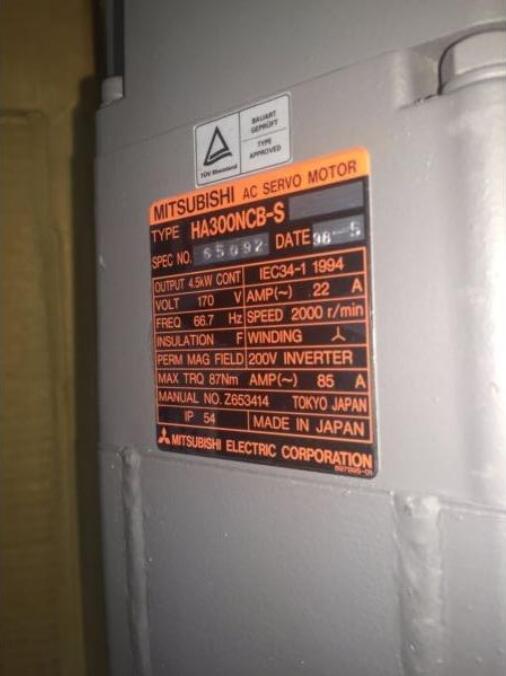 BAUART
GEPRÜFT
TÜV Rheinland
TYPE
APPROVED
MITSUBISHI AC SERVO MOTOR
TYPE HA300NCB-S
SPEC NO. 65092 DATE 98-5
OUTPUT 4.5kW CONT IEC34-1 1994
VOLT 170 V AMP(~) 22 A
FREQ 66.7 Hz SPEED 2000 r/min
INSULATION F WINDING
PERM MAG FIELD 200V INVERTER
MAX TRQ 87Nm AMP(~) 85 A
MANUAL NO. Z653414 TOKYO JAPAN
IP 54 MADE IN JAPAN
MITSUBISHI ELECTRIC CORPORATION